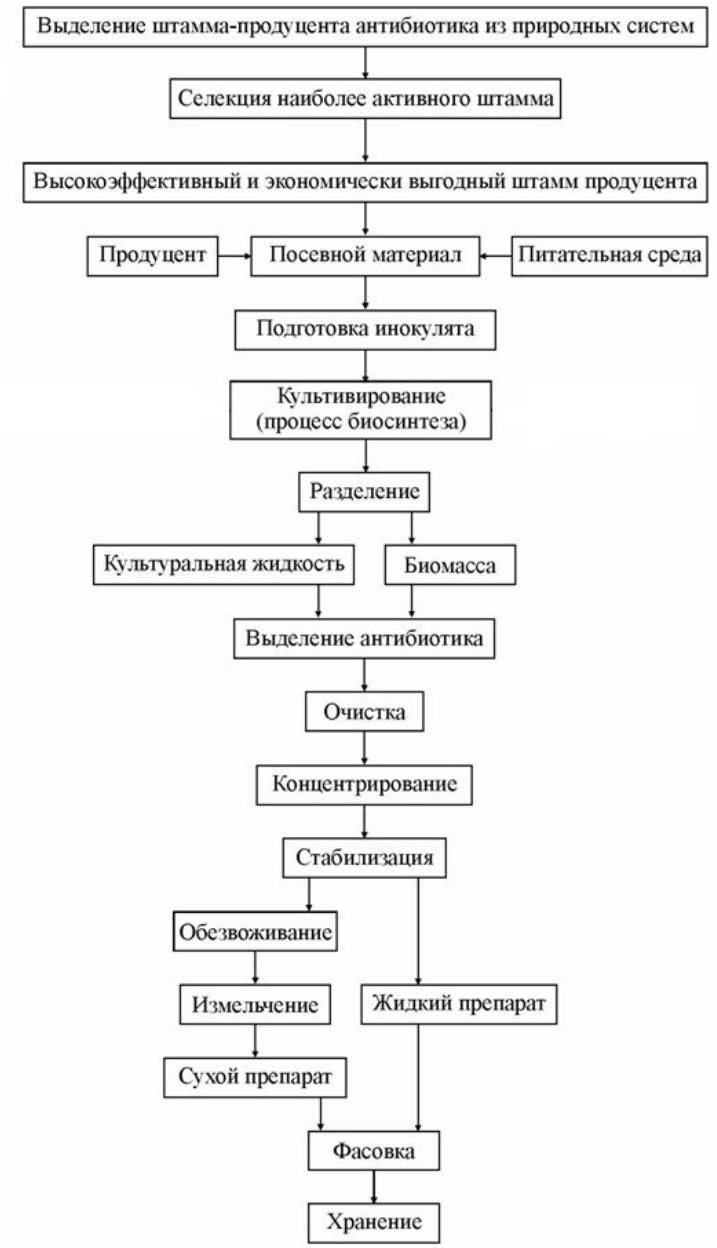 Выделение штамма-продуцента антибиотика из природных систем
Селекция наиболее активного штамма
Высокоэффективный и экономически выгодный штамм продуцента
Продуцент
Посевной материал
Питательная среда
Подготовка инокулята
Культивирование
(процесс биосинтеза)
Разделение
Культуральная жидкость
Биомасса
Выделение антибиотика
Очистка
Концентрирование
Стабилизация
Обезвоживание
Измельчение
Жидкий препарат
Сухой препарат
Фасовка
Хранение